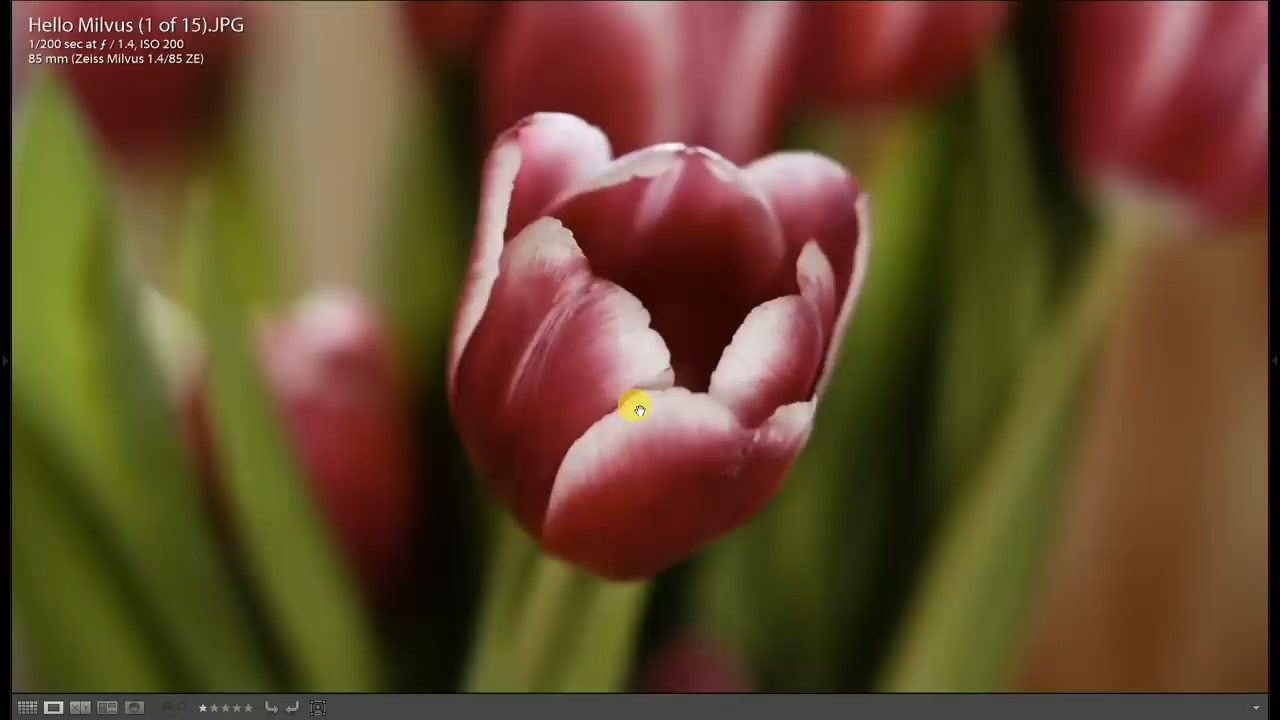 Hello Milvus (1 of 15).JPG
1/200 sec at ƒ / 1.4, ISO 200
85 mm (Zeiss Milvus 1.4/85 ZE)